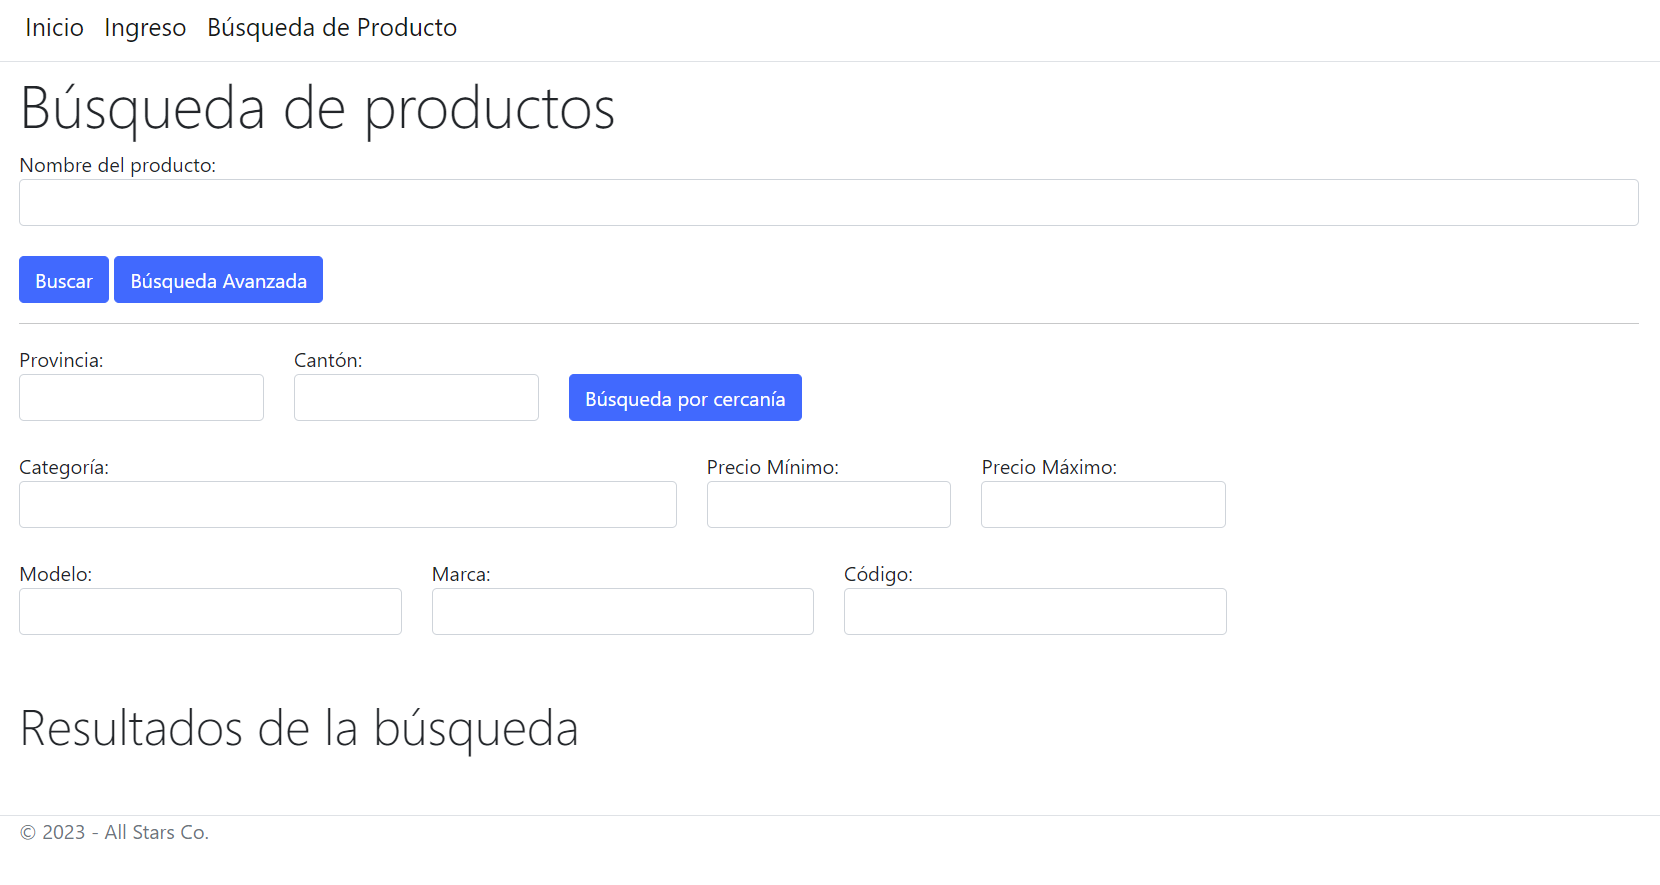 Inicio Ingreso Búsqueda de Producto
Búsqueda de productos
Nombre del producto:
Buscar Búsqueda Avanzada
Provincia: Cantón:
Búsqueda por cercanía
Categoría: Precio Mínimo: Precio Máximo:
Modelo: Marca: Código:
Resultados de la búsqueda
© 2023 - All Stars Co.